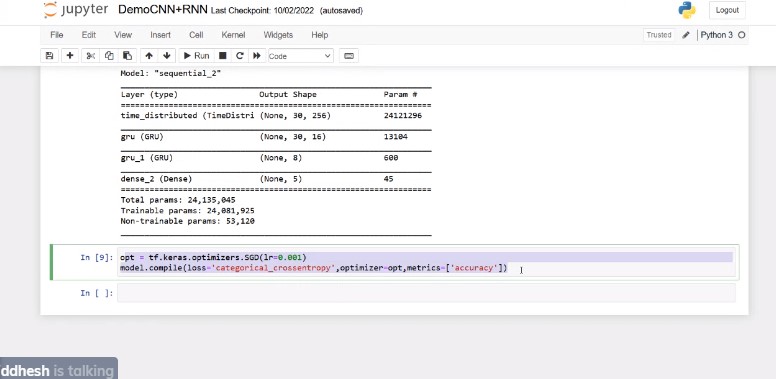 jupyter DemoCNN+RNN Last Checkpoint: 10/02/2022 (autosaved)
Logout
File Edit View Insert Cell Kernel Widgets Help
Trusted Python 3
Run Code
Model: "sequential_2"
Layer (type) Output Shape Param #
time_distributed (TimeDistri (None, 30, 256) 24121296
gru (GRU) (None, 30, 16) 13104
gru_1 (GRU) (None, 8) 600
dense_2 (Dense) (None, 5) 45
Total params: 24,135,045
Trainable params: 24,081,925
Non-trainable params: 53,120
In [9]: opt = tf.keras.optimizers.SGD(lr=0.001)
model.compile(loss='categorical_crossentropy',optimizer=opt,metrics=['accuracy'])
In [ ]:
ddhesh is talking